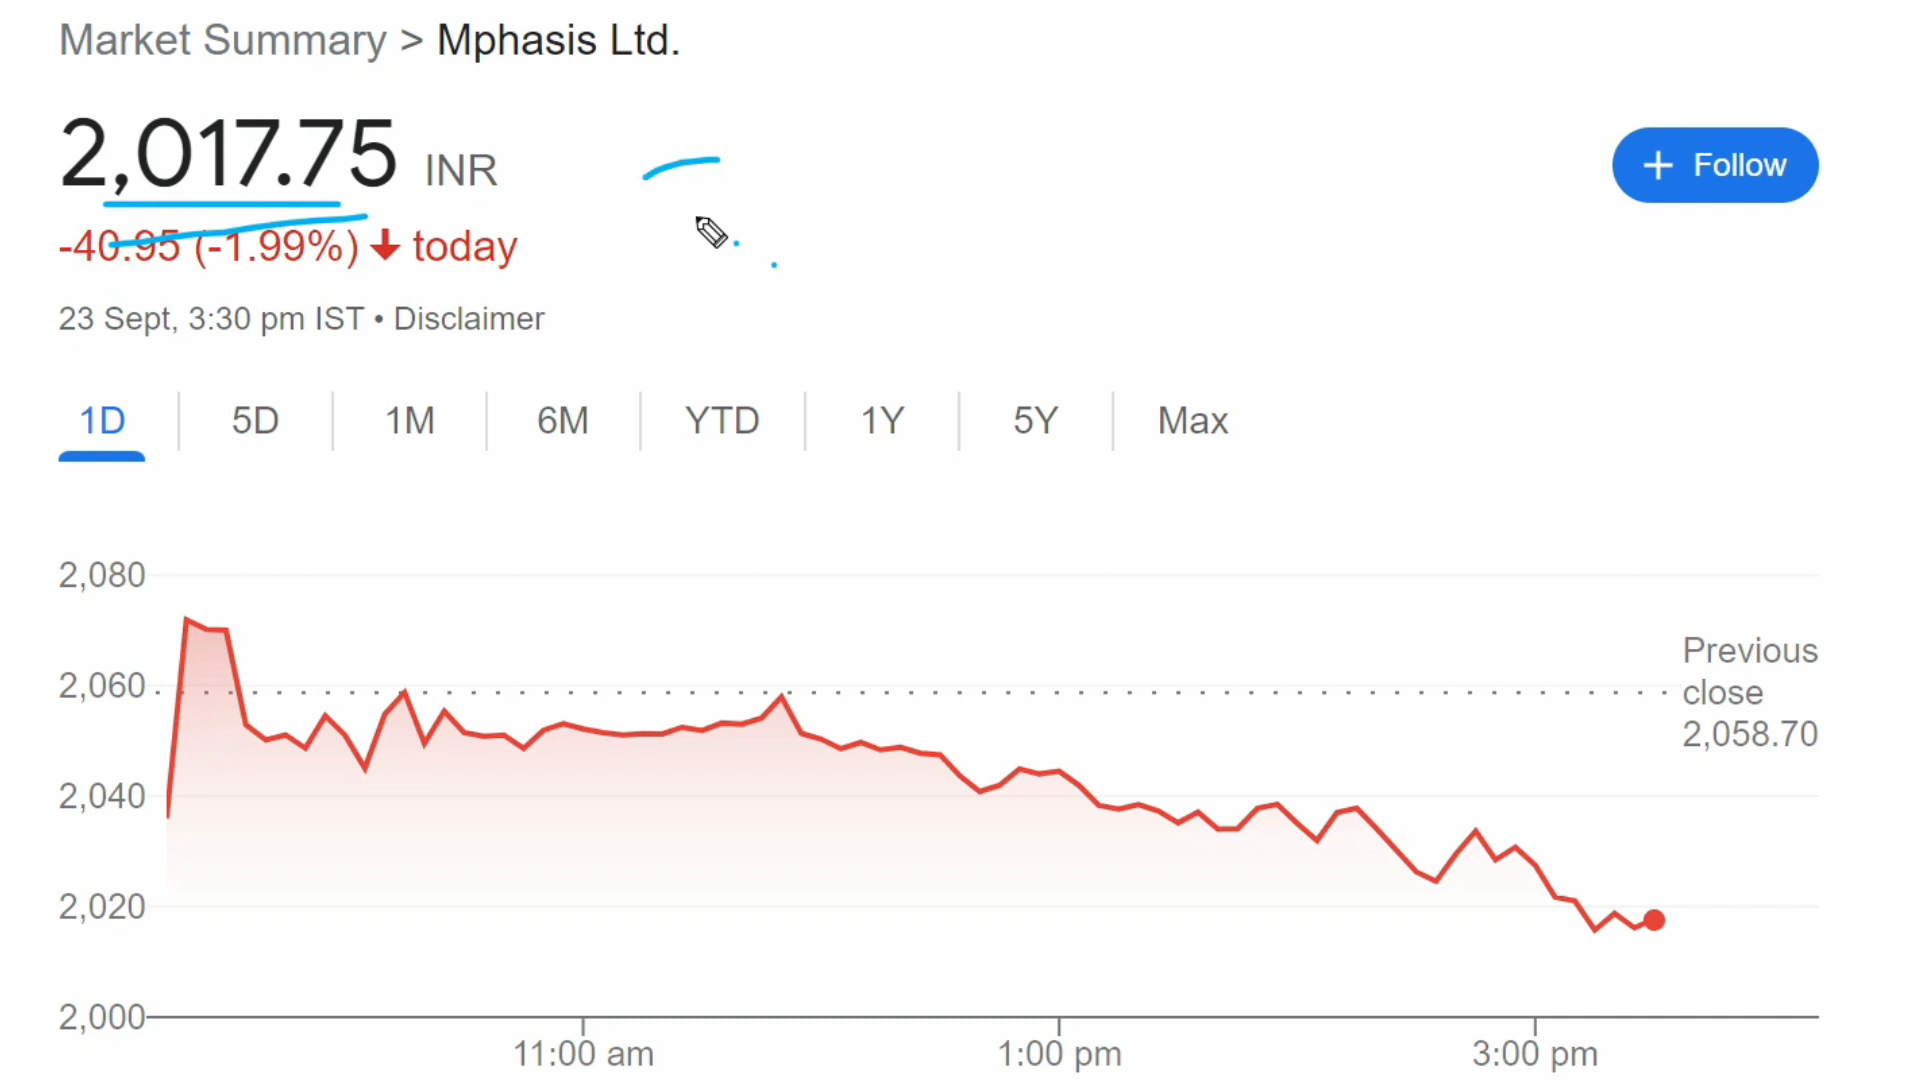 Market Summary > Mphasis Ltd.
2,017.75 INR
+ Follow
-40.95 (-1.99%) ↓ today
23 Sept, 3:30 pm IST • Disclaimer
1D 5D 1M 6M YTD 1Y 5Y Max
2,080
2,060
2,040
2,020
2,000
Previous
close
2,058.70
11:00 am 1:00 pm 3:00 pm